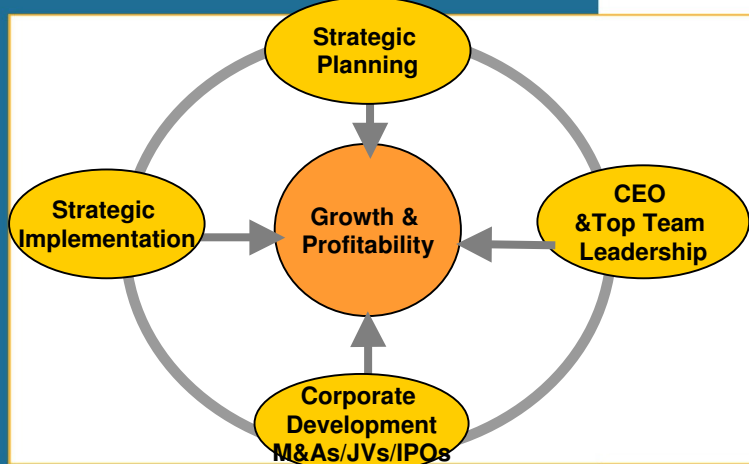 Strategic
Planning
Strategic
Implementation
Growth &
Profitability
CEO
&Top Team
Leadership
Corporate
Development
M&As/JVs/IPOs